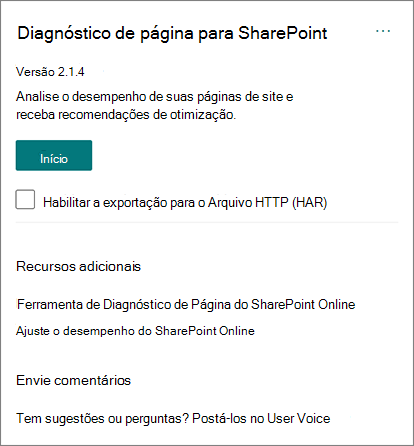 Diagnóstico de página para SharePoint
Versão 2.1.4
Analise o desempenho de suas páginas de site e
receba recomendações de otimização.
Início
Habilitar a exportação para o Arquivo HTTP (HAR)
Recursos adicionais
Ferramenta de Diagnóstico de Página do SharePoint Online
Ajuste o desempenho do SharePoint Online
Envie comentários
Tem sugestões ou perguntas? Postá-los no User Voice